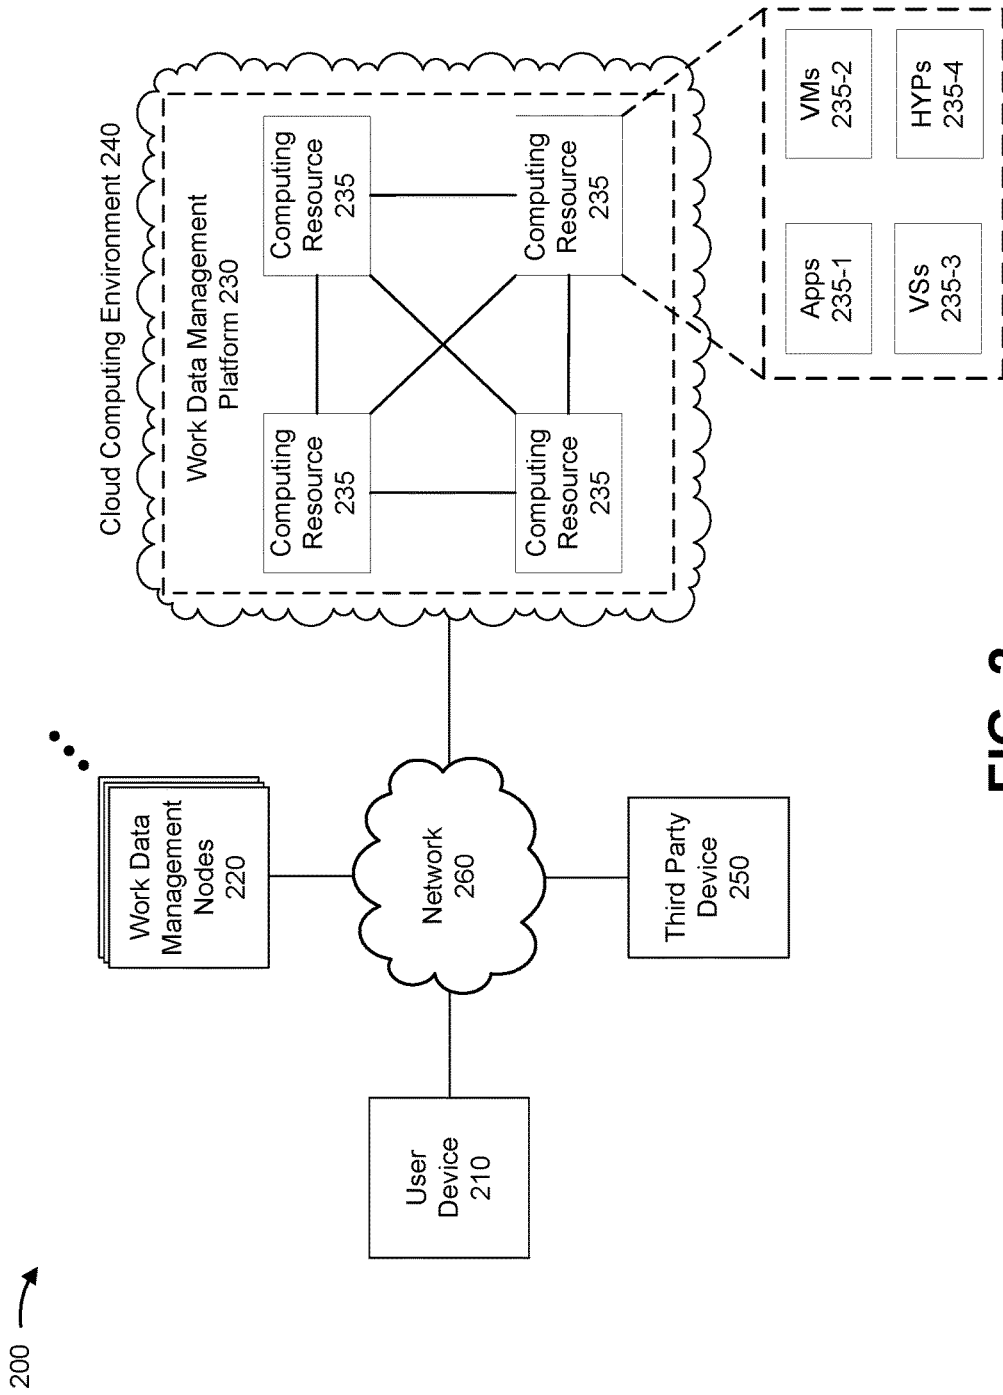 200
Cloud Computing Environment 240
Work Data Management
Platform 230
Computing
Resource
235
Computing
Resource
235
Computing
Resource
235
Computing
Resource
235
Work Data
Management
Nodes
220
Network
260
User
Device
210
Third Party
Device
250
Apps
235-1
VMs
235-2
VSs
235-3
HYPs
235-4